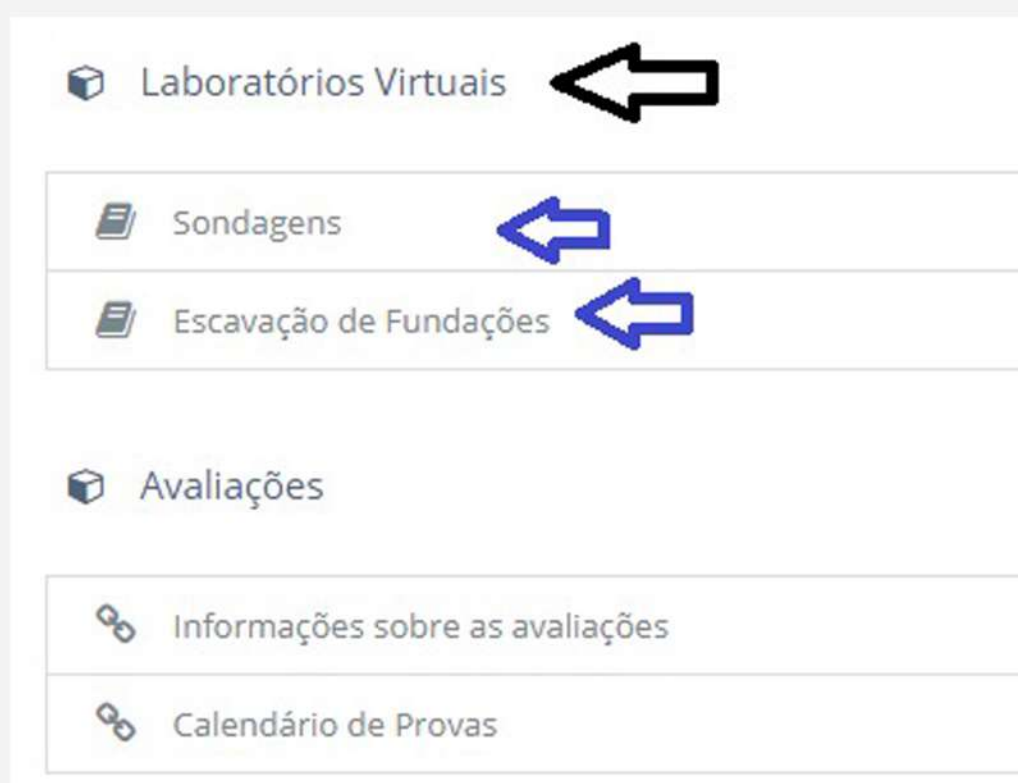 Laboratórios Virtuais
Sondagens
Escavação de Fundações
Avaliações
Informações sobre as avaliações
Calendário de Provas